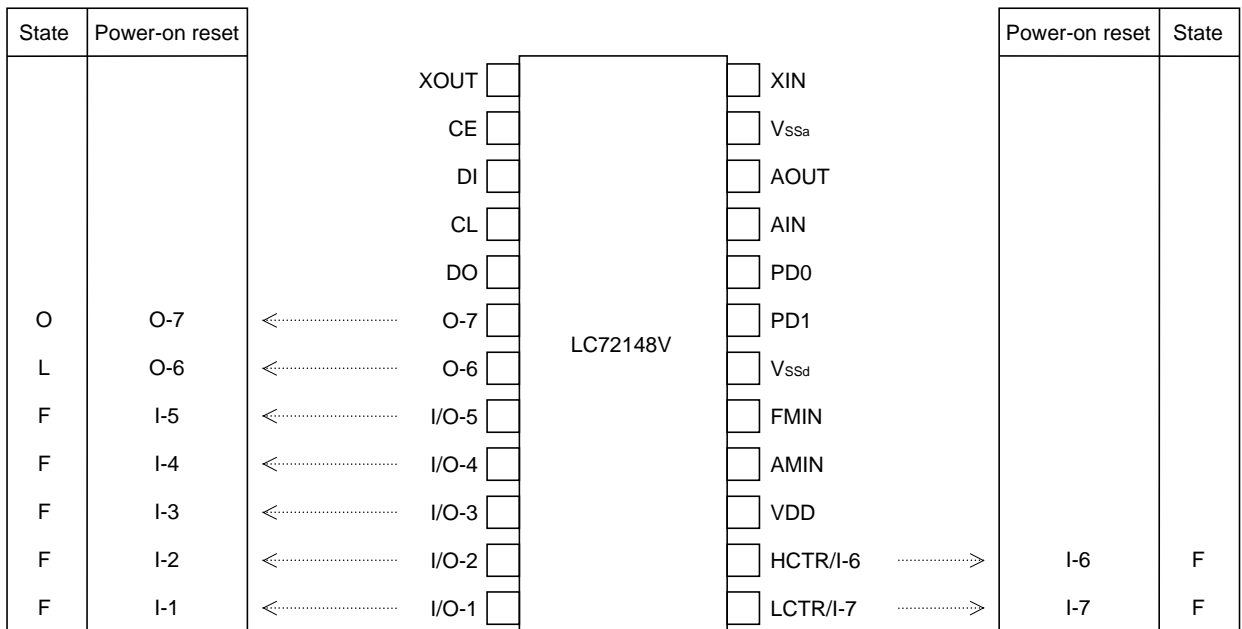 State Power-on reset Power-on reset State
XOUT XIN
CE VSSa
DI AOUT
CL AIN
DO PD0
O O-7 O-7 PD1
LC72148V
L O-6 O-6 VSSd
F I-5 I/O-5 FMIN
F I-4 I/O-4 AMIN
F I-3 I/O-3 VDD
F I-2 I/O-2 HCTR/I-6 I-6 F
F I-1 I/O-1 LCTR/I-7 I-7 F